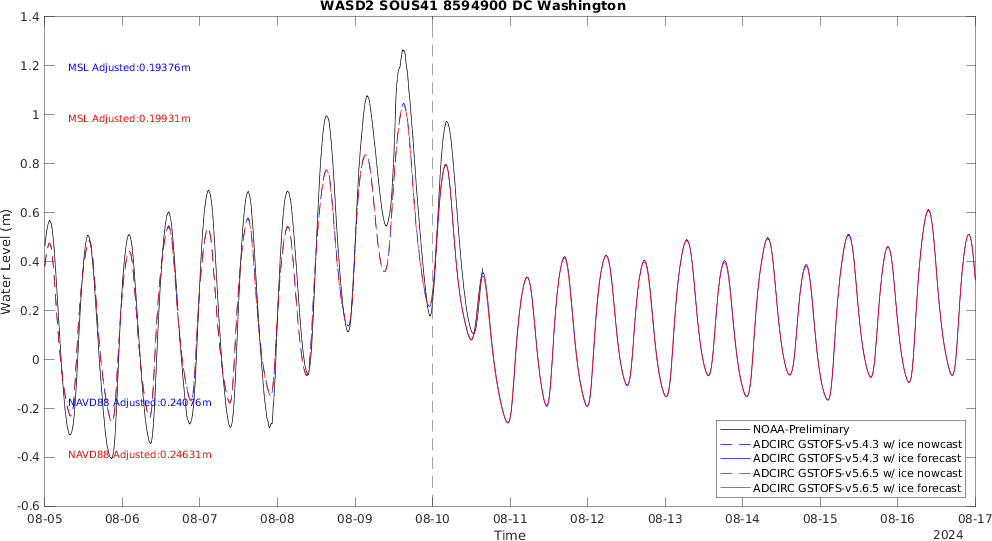 WASD2 SOUS41 8594900 DC Washington
1.4
1.2
1
0.8
0.6
0.4
0.2
0
-0.2
-0.4
-0.6
Water Level (m)
MSL Adjusted:0.19376m
MSL Adjusted:0.19931m
NAVD88 Adjusted:0.24076m
NAVD88 Adjusted:0.24631m
NOAA-Preliminary
ADCIRC GSTOFS-v5.4.3 w/ ice nowcast
ADCIRC GSTOFS-v5.4.3 w/ ice forecast
ADCIRC GSTOFS-v5.6.5 w/ ice nowcast
ADCIRC GSTOFS-v5.6.5 w/ ice forecast
08-05 08-06 08-07 08-08 08-09 08-10 08-11 08-12 08-13 08-14 08-15 08-16 08-17
Time
2024